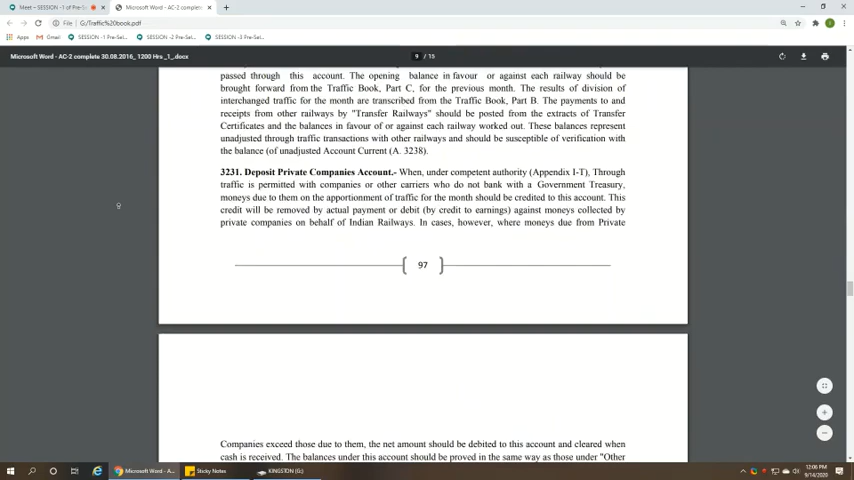 Meet – SESSION -1 of Pre-Se
Microsoft Word - AC-2 complete
File | G:/Traffic%20book.pdf
Apps
Gmail
SESSION -1 Pre-Sel...
SESSION -2 Pre-Sel...
SESSION -3 Pre-Sel...
Microsoft Word - AC-2 complete 30.08.2016_ 1200 Hrs _1_.docx
9 / 15
passed through this account. The opening balance in favour or against each railway should be
brought forward from the Traffic Book, Part C, for the previous month. The results of division of
interchanged traffic for the month are transcribed from the Traffic Book, Part B. The payments to and
receipts from other railways by "Transfer Railways" should be posted from the extracts of Transfer
Certificates and the balances in favour of or against each railway worked out. These balances represent
unadjusted through traffic transactions with other railways and should be susceptible of verification with
the balance (of unadjusted Account Current (A. 3238).
3231. Deposit Private Companies Account.- When, under competent authority (Appendix I-T), Through
traffic is permitted with companies or other carriers who do not bank with a Government Treasury,
moneys due to them on the apportionment of traffic for the month should be credited to this account. This
credit will be removed by actual payment or debit (by credit to earnings) against moneys collected by
private companies on behalf of Indian Railways. In cases, however, where moneys due from Private
97
Companies exceed those due to them, the net amount should be debited to this account and cleared when
cash is received. The balances under this account should be proved in the same way as those under "Other
Microsoft Word - A...
Sticky Notes
KINGSTON (G:)
12:06 PM
9/14/2020